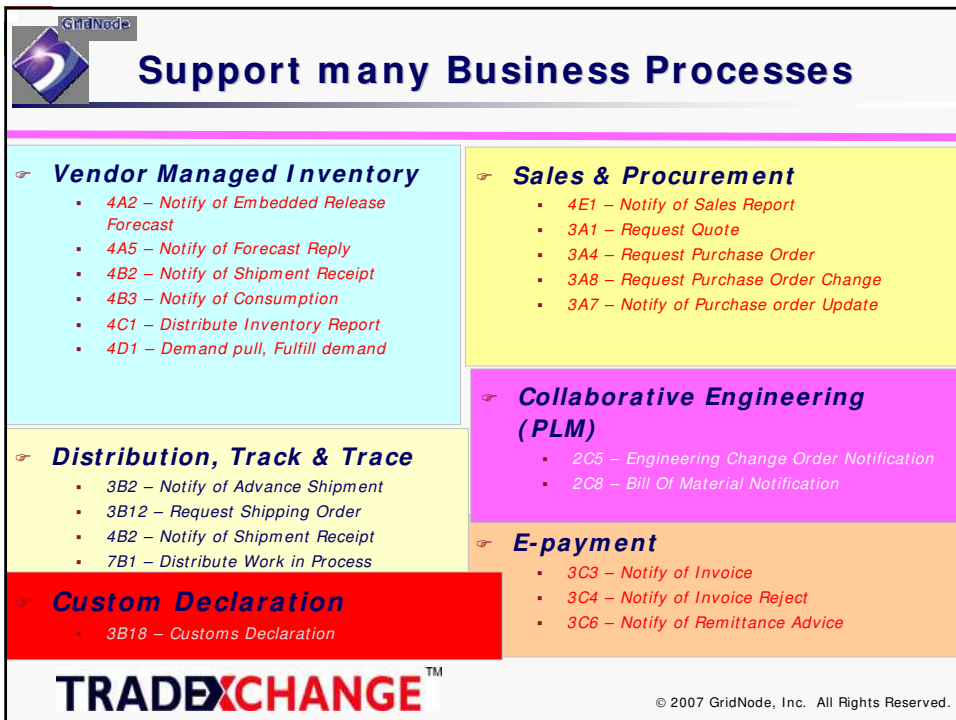 GridNode
Support many Business Processes
Vendor Managed Inventory
4A2 – Notify of Embedded Release
Forecast
4A5 – Notify of Forecast Reply
4B2 – Notify of Shipment Receipt
4B3 – Notify of Consumption
4C1 – Distribute Inventory Report
4D1 – Demand pull, Fulfill demand
Sales & Procurement
4E1 – Notify of Sales Report
3A1 – Request Quote
3A4 – Request Purchase Order
3A8 – Request Purchase Order Change
3A7 – Notify of Purchase order Update
Collaborative Engineering
(PLM)
2C5 – Engineering Change Order Notification
2C8 – Bill Of Material Notification
Distribution, Track & Trace
3B2 – Notify of Advance Shipment
3B12 – Request Shipping Order
4B2 – Notify of Shipment Receipt
7B1 – Distribute Work in Process
E-payment
3C3 – Notify of Invoice
3C4 – Notify of Invoice Reject
3C6 – Notify of Remittance Advice
Custom Declaration
3B18 – Customs Declaration
TRADEXCHANGE™
© 2007 GridNode, Inc. All Rights Reserved.